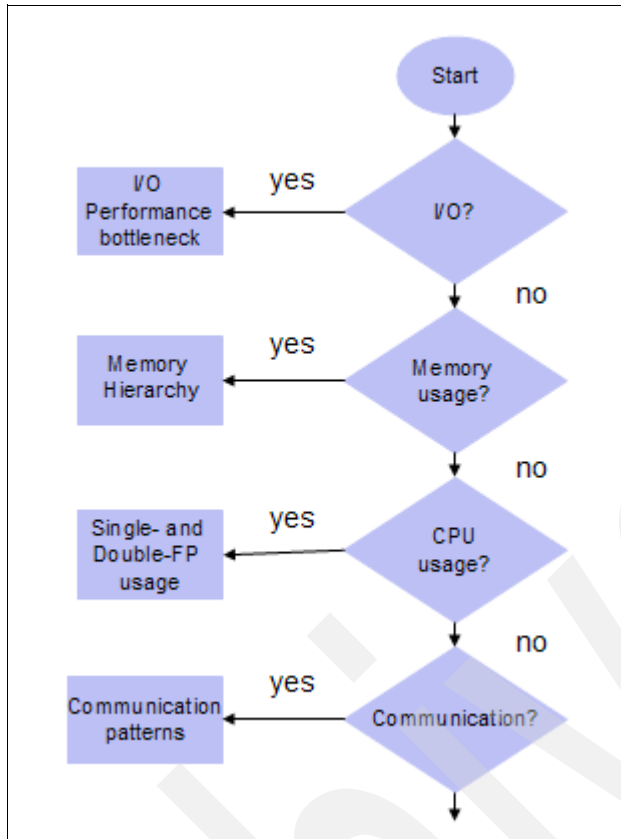 Start
yes
I/O
Performance
bottleneck
I/O?
no
yes
Memory
Hierarchy
Memory
usage?
no
yes
Single- and
Double-FP
usage
CPU
usage?
no
yes
Communication
patterns
Communication?